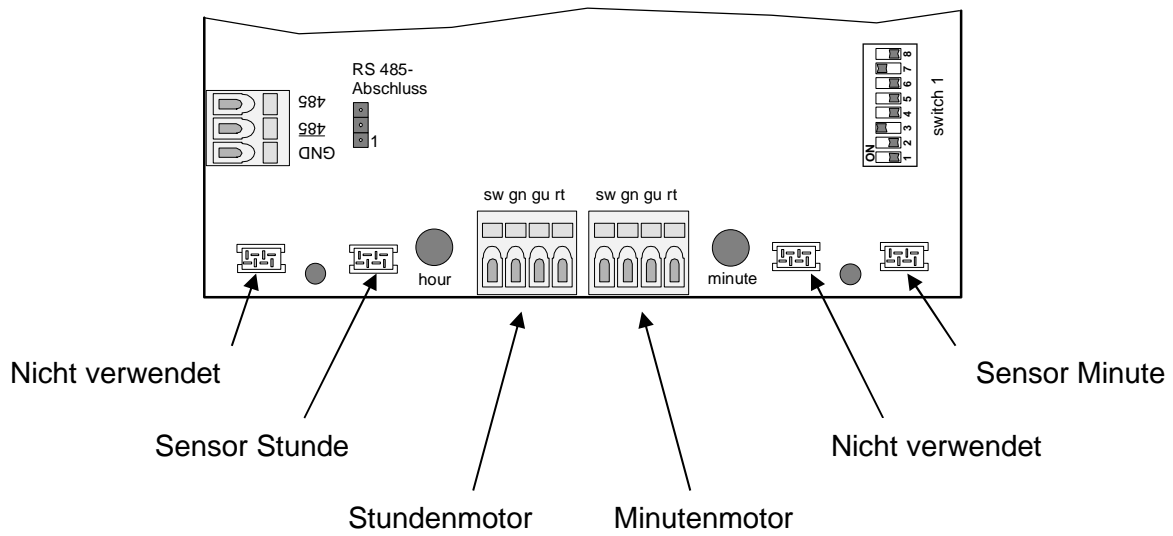 RS 485-
Abschluss
1
485
485
GND
ON
1 2 3 4 5 6 7 8
switch 1
sw gn gu rt
sw gn gu rt
hour
minute
Nicht verwendet
Sensor Minute
Sensor Stunde
Nicht verwendet
Stundenmotor
Minutenmotor